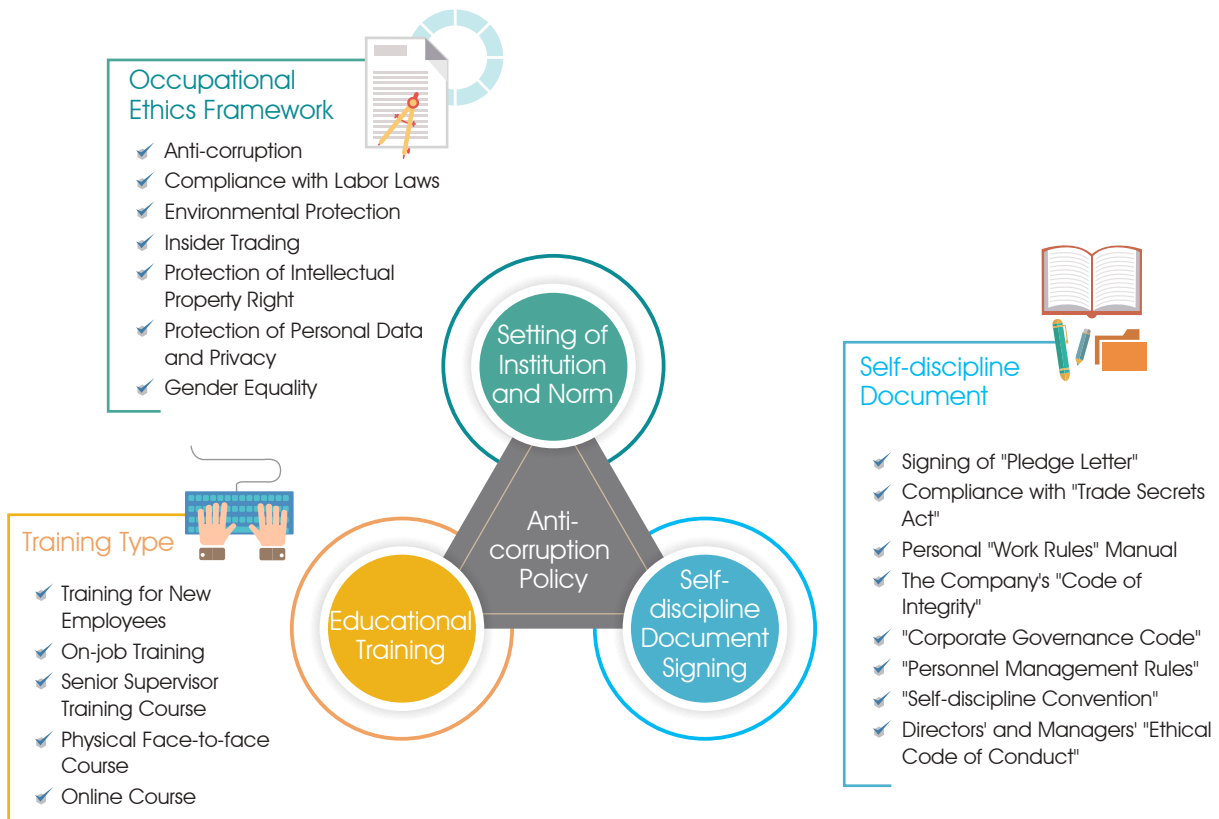 Occupational
Ethics Framework
Anti-corruption
Compliance with Labor Laws
Environmental Protection
Insider Trading
Protection of Intellectual
Property Right
Protection of Personal Data
and Privacy
Gender Equality
Setting of
Institution
and Norm
Anti-
corruption
Policy
Educational
Training
Self-
discipline
Document
Signing
Training Type
Training for New
Employees
On-job Training
Senior Supervisor
Training Course
Physical Face-to-face
Course
Online Course
Self-discipline
Document
Signing of "Pledge Letter"
Compliance with "Trade Secrets
Act"
Personal "Work Rules" Manual
The Company's "Code of
Integrity"
"Corporate Governance Code"
"Personnel Management Rules"
"Self-discipline Convention"
Directors' and Managers' "Ethical
Code of Conduct"